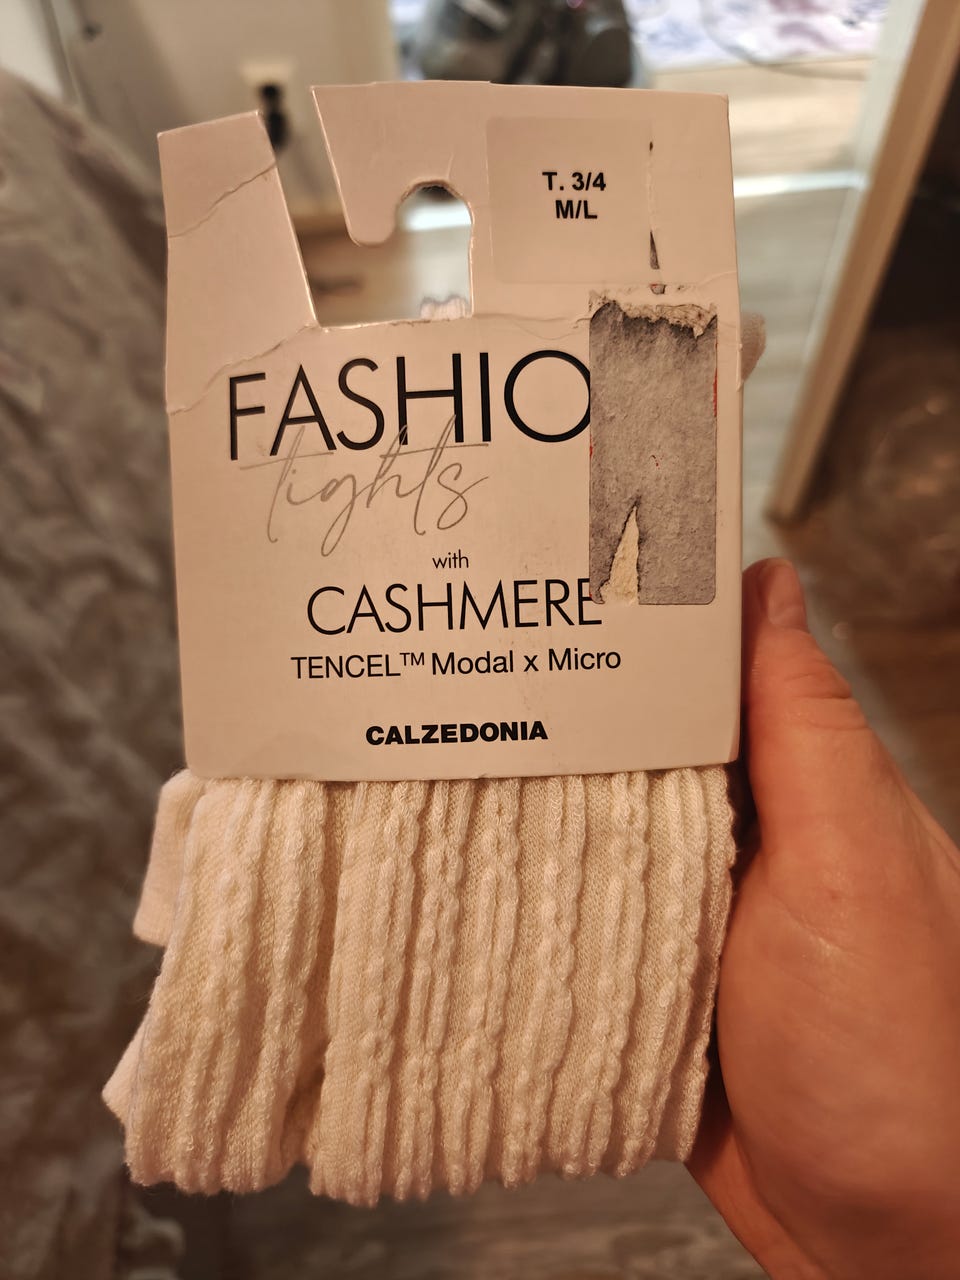 T. 3/4
M/L
FASHIO
tights
with
CASHMERE
TENCEL™ Modal x Micro
CALZEDONIA